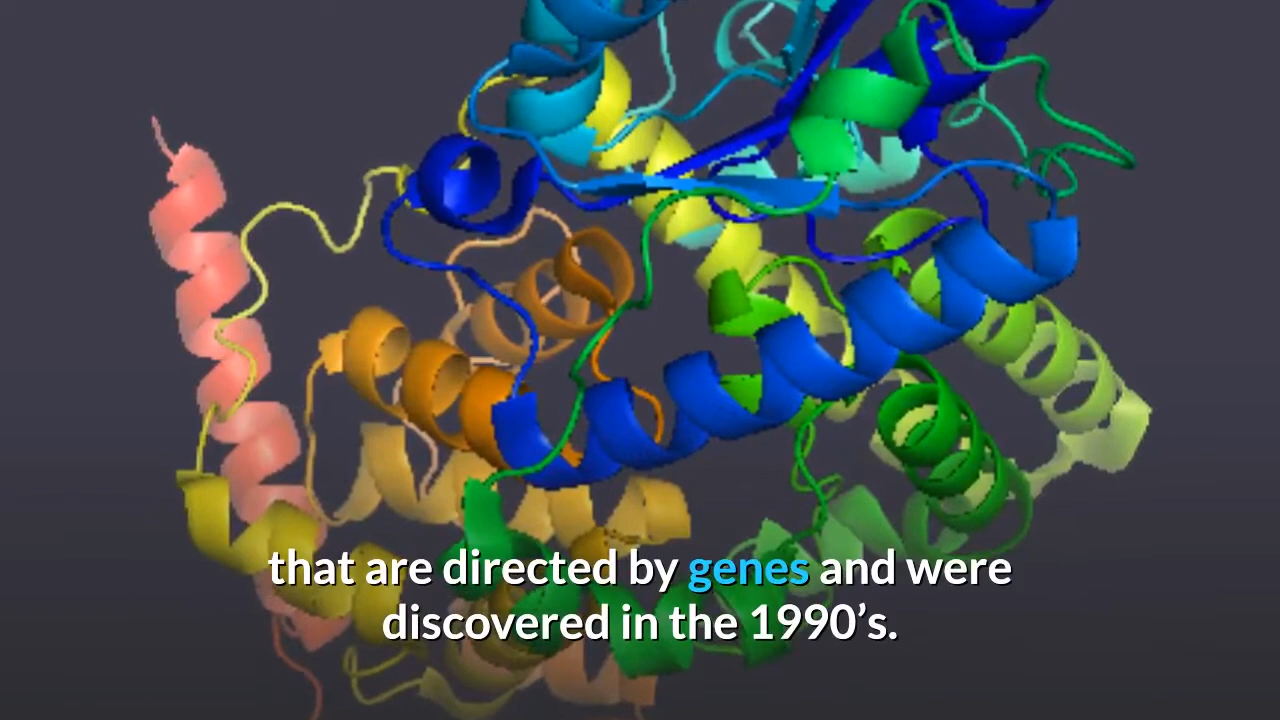 that are directed by genes and were
discovered in the 1990’s.